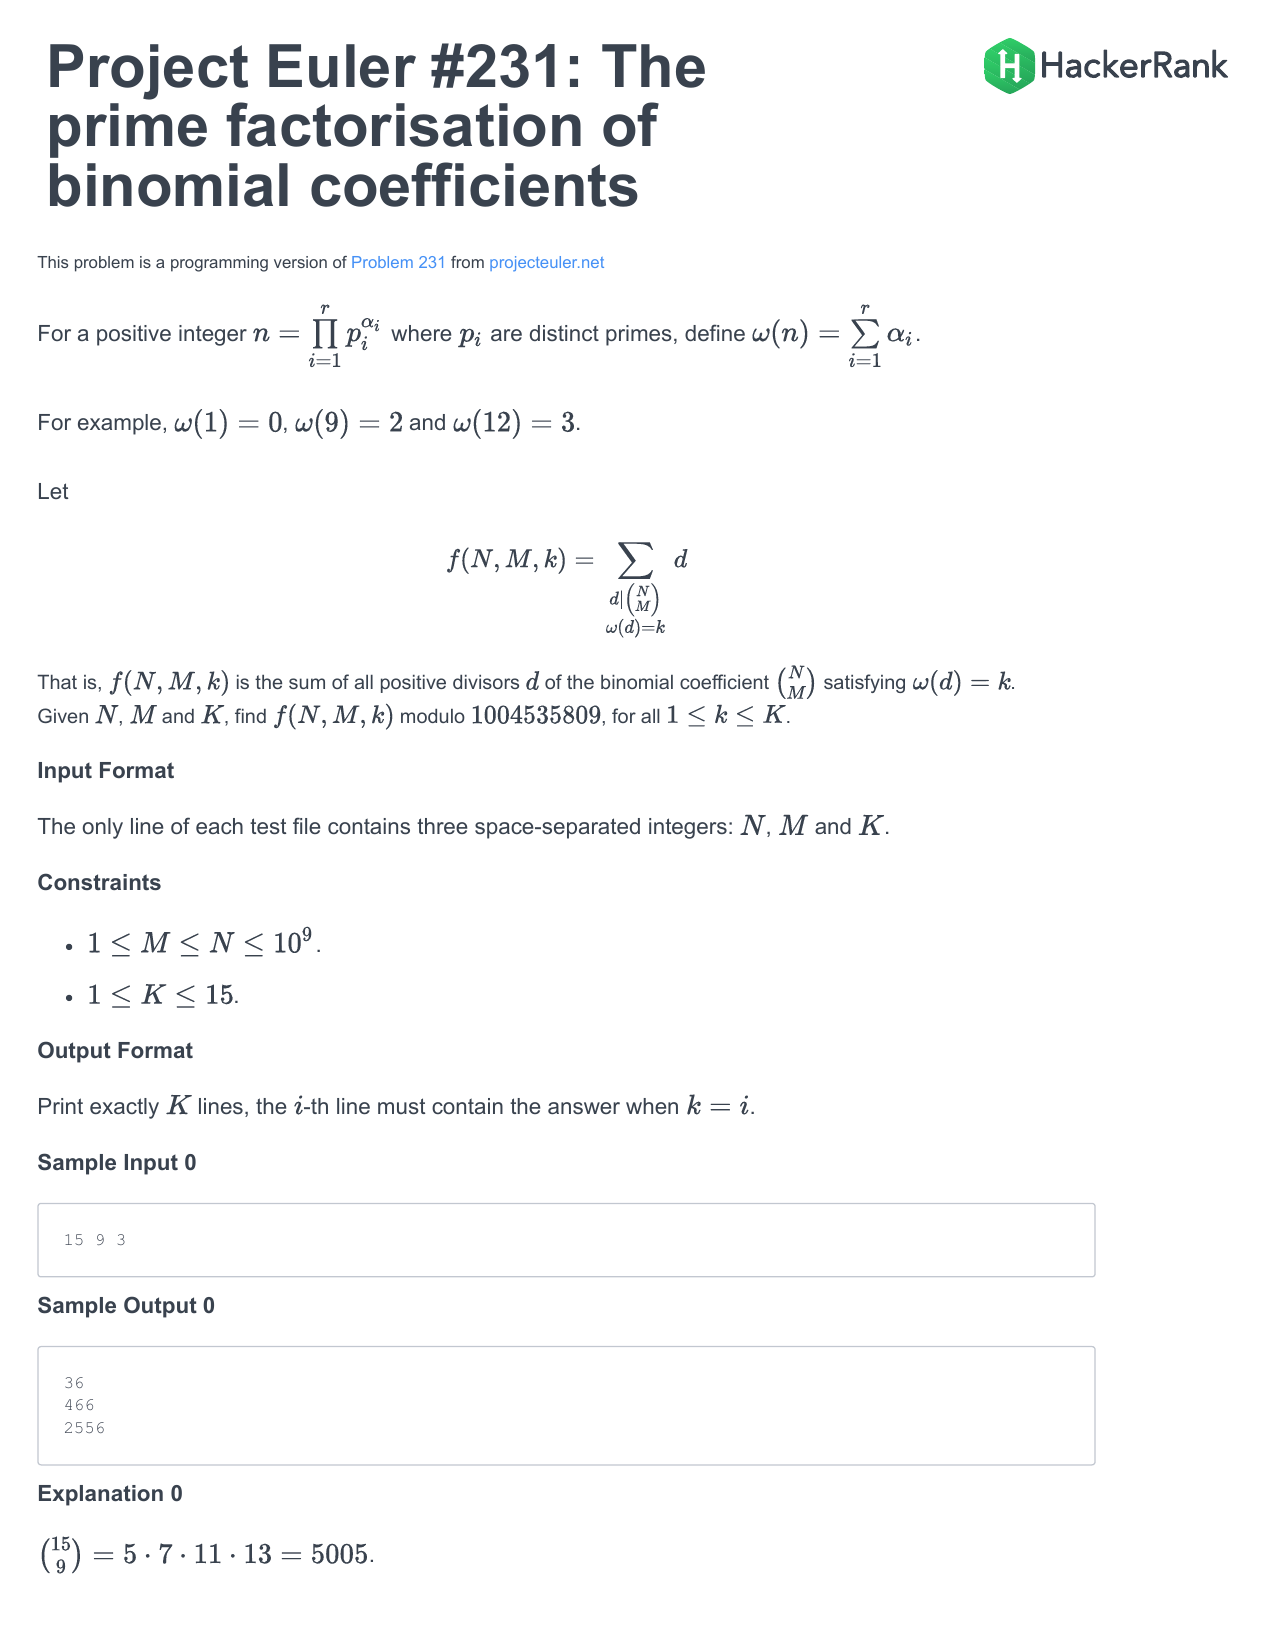 Project Euler #231: The
prime factorisation of
binomial coefficients
HackerRank
This problem is a programming version of Problem 231 from projecteuler.net
For a positive integer $n = \prod_{i=1}^{r} p_i^{\alpha_i}$ where $p_i$ are distinct primes, define $\omega(n) = \sum_{i=1}^{r} \alpha_i$.
For example, $\omega(1) = 0$, $\omega(9) = 2$ and $\omega(12) = 3$.
Let
$f(N, M, k) = \sum_{\substack{d | \binom{N}{M} \\ \omega(d)=k}} d$
That is, $f(N, M, k)$ is the sum of all positive divisors $d$ of the binomial coefficient $\binom{N}{M}$ satisfying $\omega(d) = k$.
Given $N$, $M$ and $K$, find $f(N, M, k)$ modulo $1004535809$, for all $1 \le k \le K$.
Input Format
The only line of each test file contains three space-separated integers: $N$, $M$ and $K$.
Constraints
• $1 \le M \le N \le 10^9$.
• $1 \le K \le 15$.
Output Format
Print exactly $K$ lines, the $i$-th line must contain the answer when $k = i$.
Sample Input 0
15 9 3
Sample Output 0
36
466
2556
Explanation 0
$\binom{15}{9} = 5 \cdot 7 \cdot 11 \cdot 13 = 5005$.